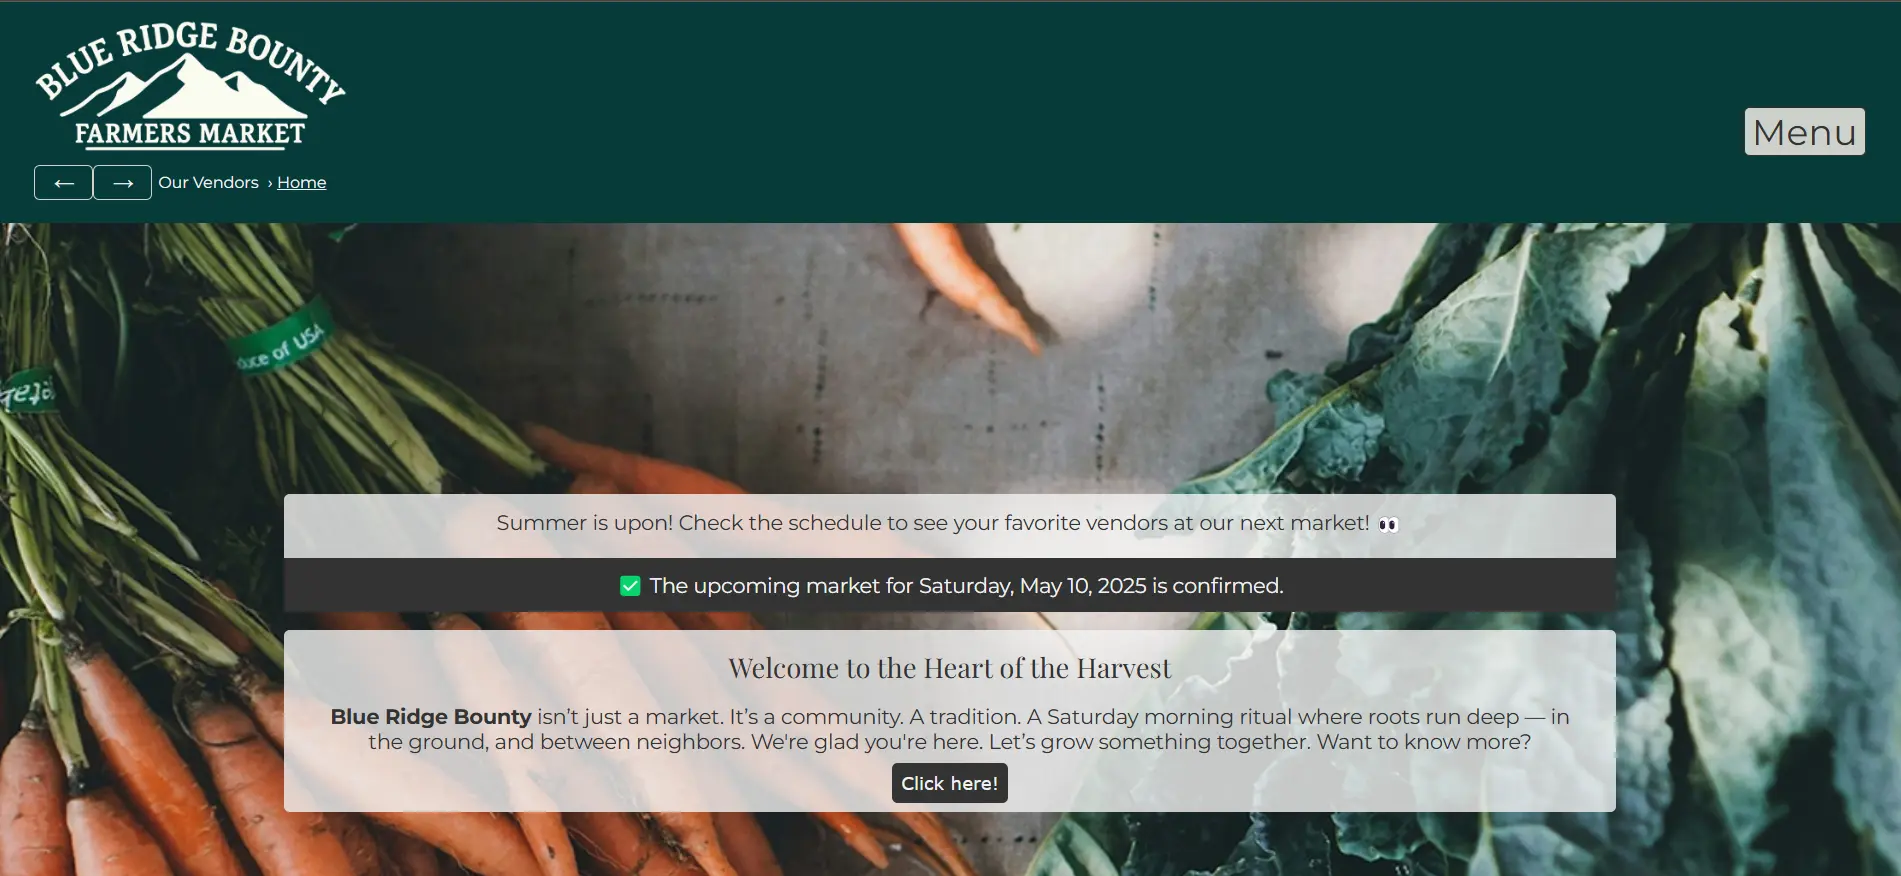 BLUE RIDGE BOUNTY
FARMERS MARKET
Menu
← → Our Vendors › Home
duce of USA
Summer is upon! Check the schedule to see your favorite vendors at our next market! 👀
✅ The upcoming market for Saturday, May 10, 2025 is confirmed.
Welcome to the Heart of the Harvest
Blue Ridge Bounty isn’t just a market. It’s a community. A tradition. A Saturday morning ritual where roots run deep — in
the ground, and between neighbors. We're glad you're here. Let’s grow something together. Want to know more?
Click here!